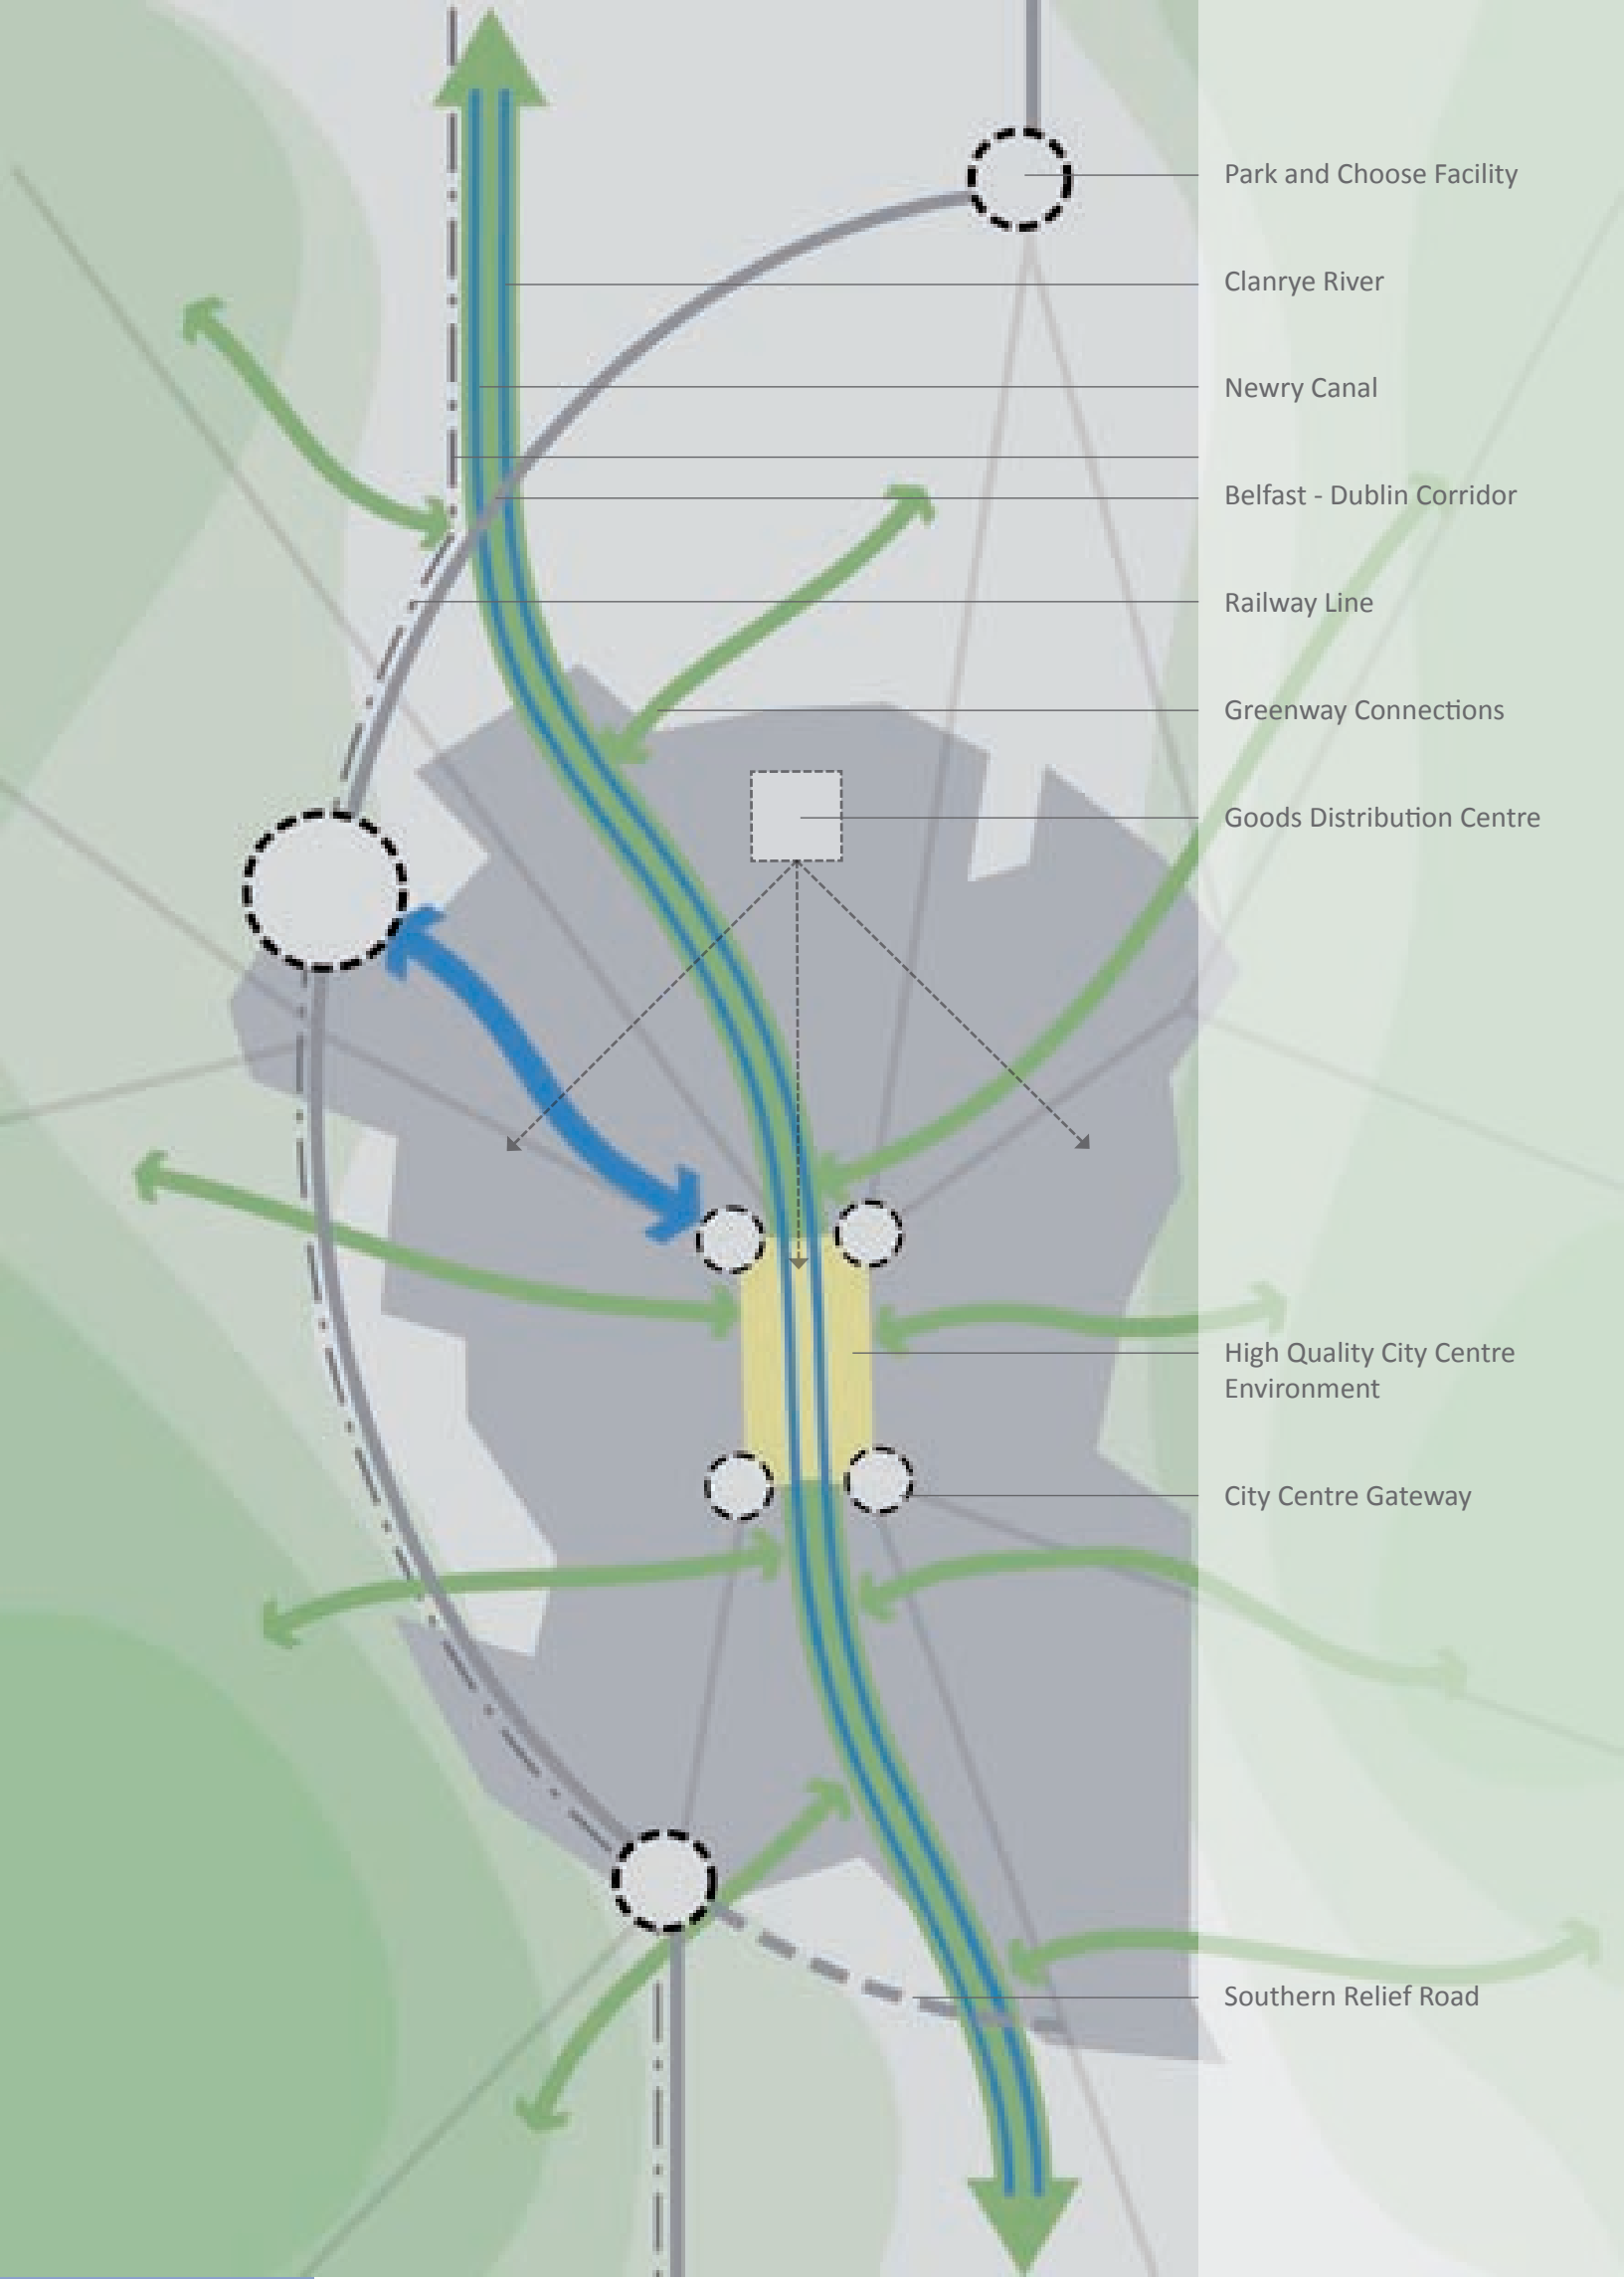 Park and Choose Facility
Clanrye River
Newry Canal
Belfast - Dublin Corridor
Railway Line
Greenway Connections
Goods Distribution Centre
High Quality City Centre
Environment
City Centre Gateway
Southern Relief Road